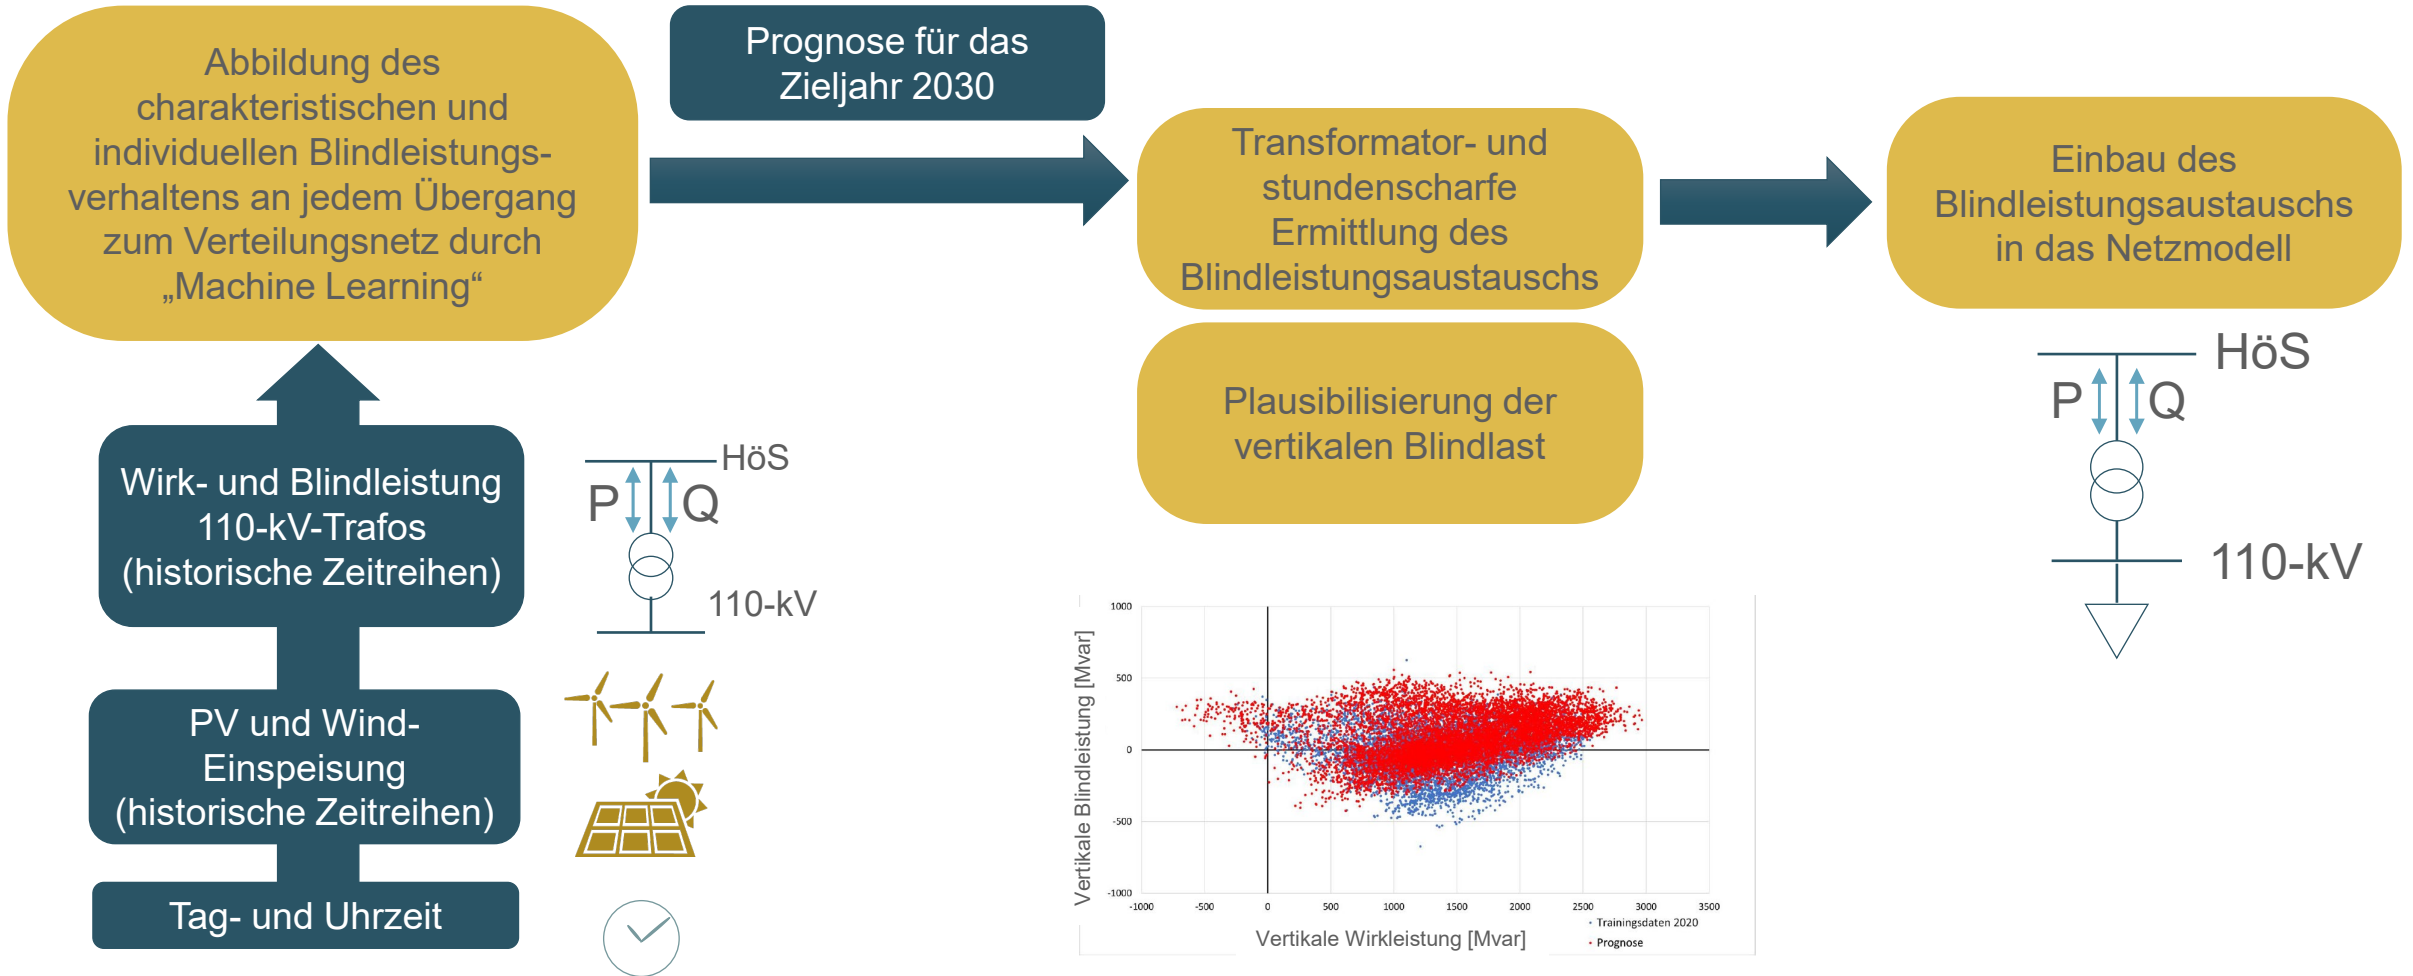 Abbildung des
charakteristischen und
individuellen Blindleistungs-
verhaltens an jedem Übergang
zum Verteilungsnetz durch
„Machine Learning“
Prognose für das
Zieljahr 2030
Transformator- und
stundenscharfe
Ermittlung des
Blindleistungsaustauschs
Einbau des
Blindleistungsaustauschs
in das Netzmodell
Plausibilisierung der
vertikalen Blindlast
HöS
P Q
110-kV
Wirk- und Blindleistung
110-kV-Trafos
(historische Zeitreihen)
HöS
P Q
110-kV
PV und Wind-
Einspeisung
(historische Zeitreihen)
Tag- und Uhrzeit
Vertikale Blindleistung [Mvar]
1000
500
0
-500
-1000
-1000 -500 0 500 1000 1500 2000 2500 3000 3500
Vertikale Wirkleistung [Mvar]
Trainingsdaten 2020
Prognose